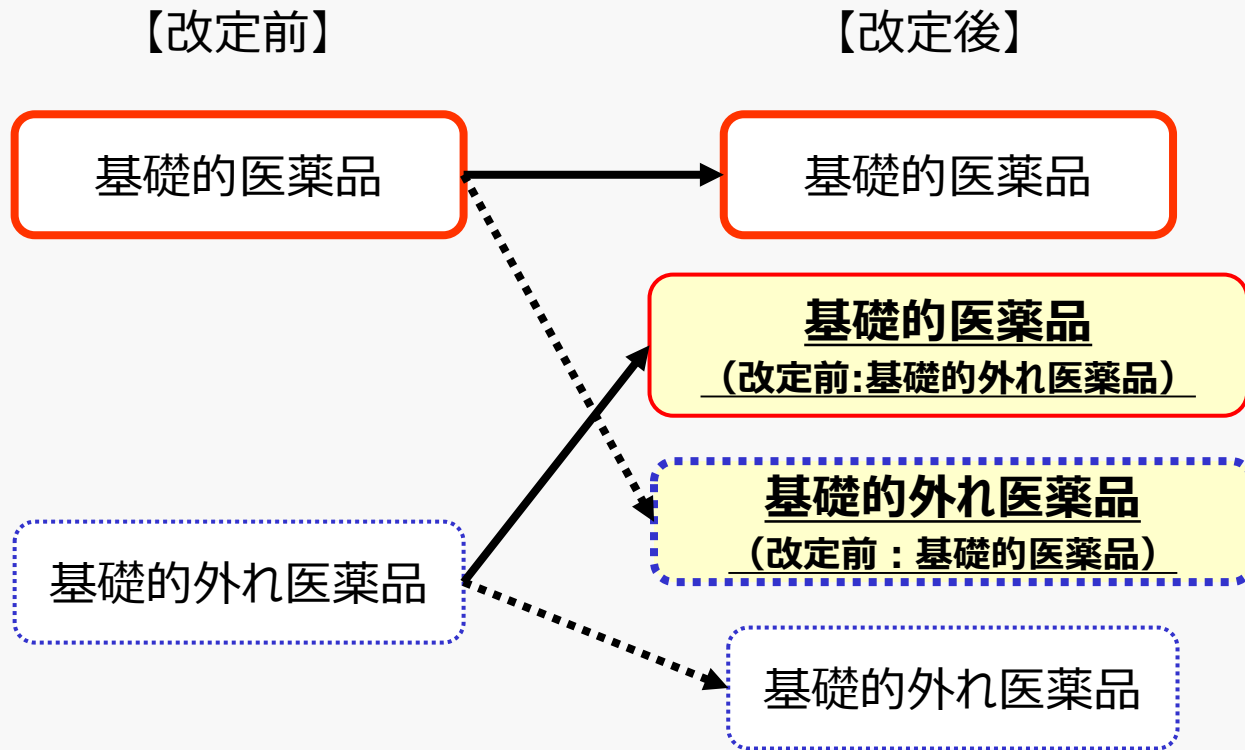 【改定前】
【改定後】
基礎的医薬品
基礎的医薬品
基礎的医薬品
（改定前:基礎的外れ医薬品）
基礎的外れ医薬品
（改定前：基礎的医薬品）
基礎的外れ医薬品
基礎的外れ医薬品